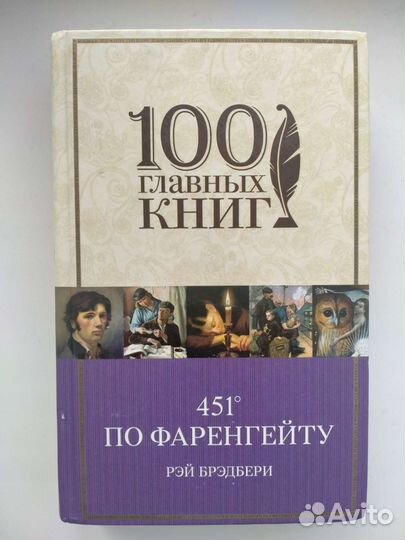 100
ГЛАВНЫХ
КНИГ
451°
ПО ФАРЕНГЕЙТУ
РЭЙ БРЭДБЕРИ
Avito